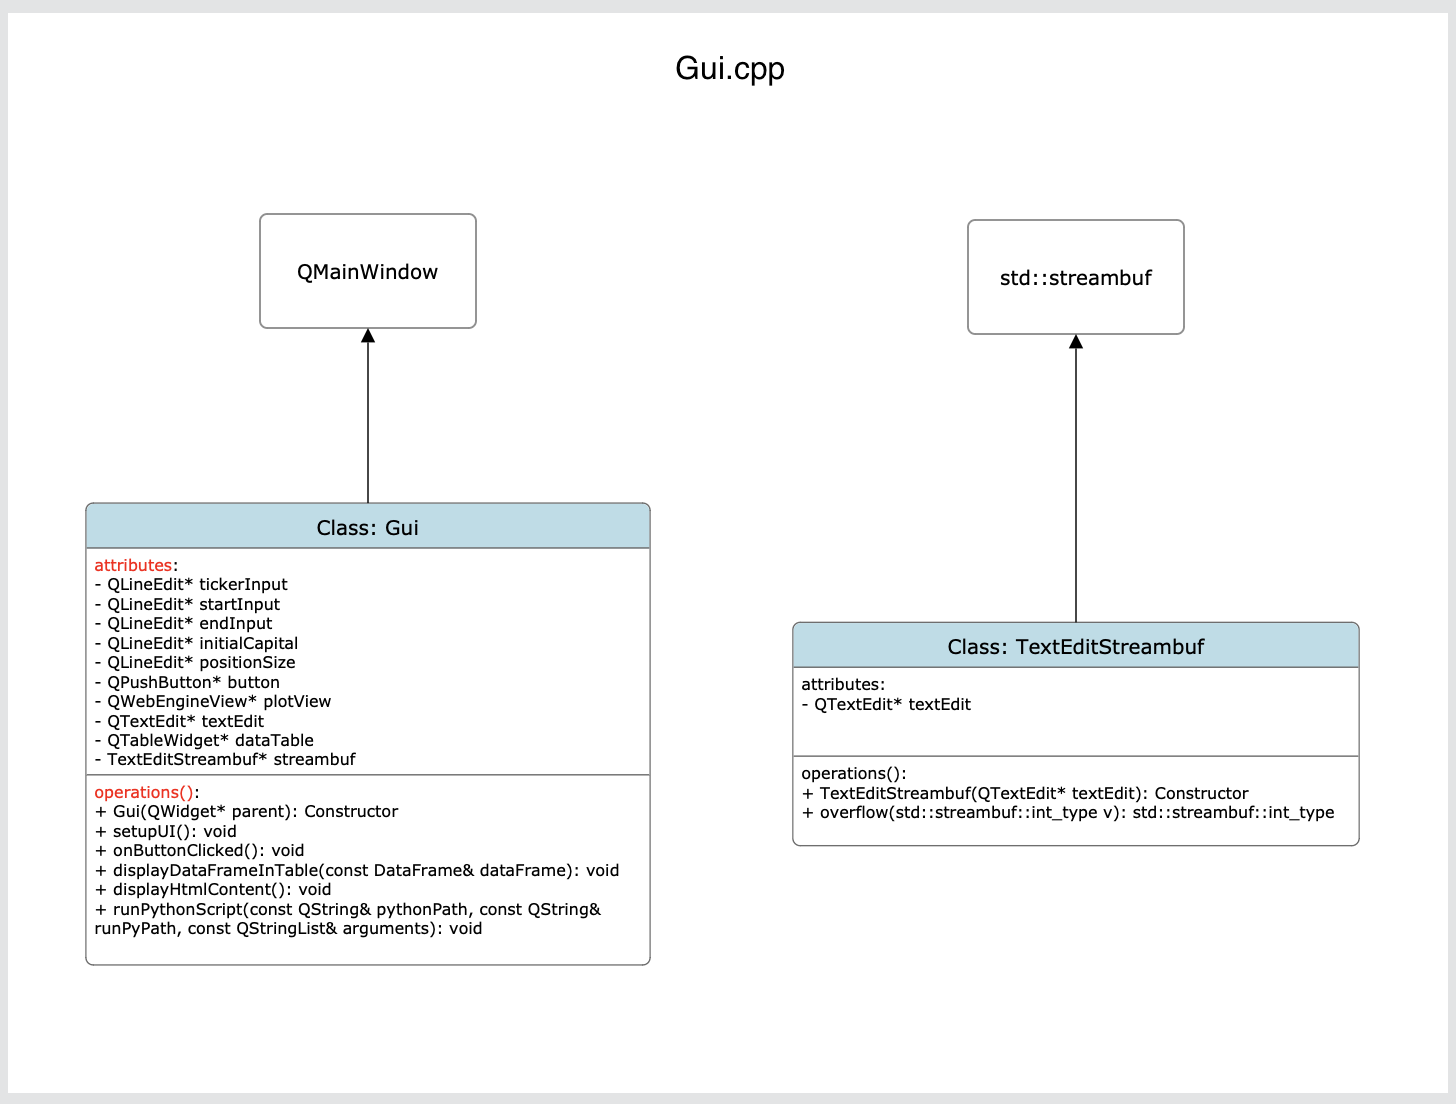 Gui.cpp
QMainWindow
std::streambuf
Class: Gui
attributes:
- QLineEdit* tickerInput
- QLineEdit* startInput
- QLineEdit* endInput
- QLineEdit* initialCapital
- QLineEdit* positionSize
- QPushButton* button
- QWebEngineView* plotView
- QTextEdit* textEdit
- QTableWidget* dataTable
- TextEditStreambuf* streambuf
operations():
+ Gui(QWidget* parent): Constructor
+ setupUI(): void
+ onButtonClicked(): void
+ displayDataFrameInTable(const DataFrame& dataFrame): void
+ displayHtmlContent(): void
+ runPythonScript(const QString& pythonPath, const QString&
runPyPath, const QStringList& arguments): void
Class: TextEditStreambuf
attributes:
- QTextEdit* textEdit
operations():
+ TextEditStreambuf(QTextEdit* textEdit): Constructor
+ overflow(std::streambuf::int_type v): std::streambuf::int_type